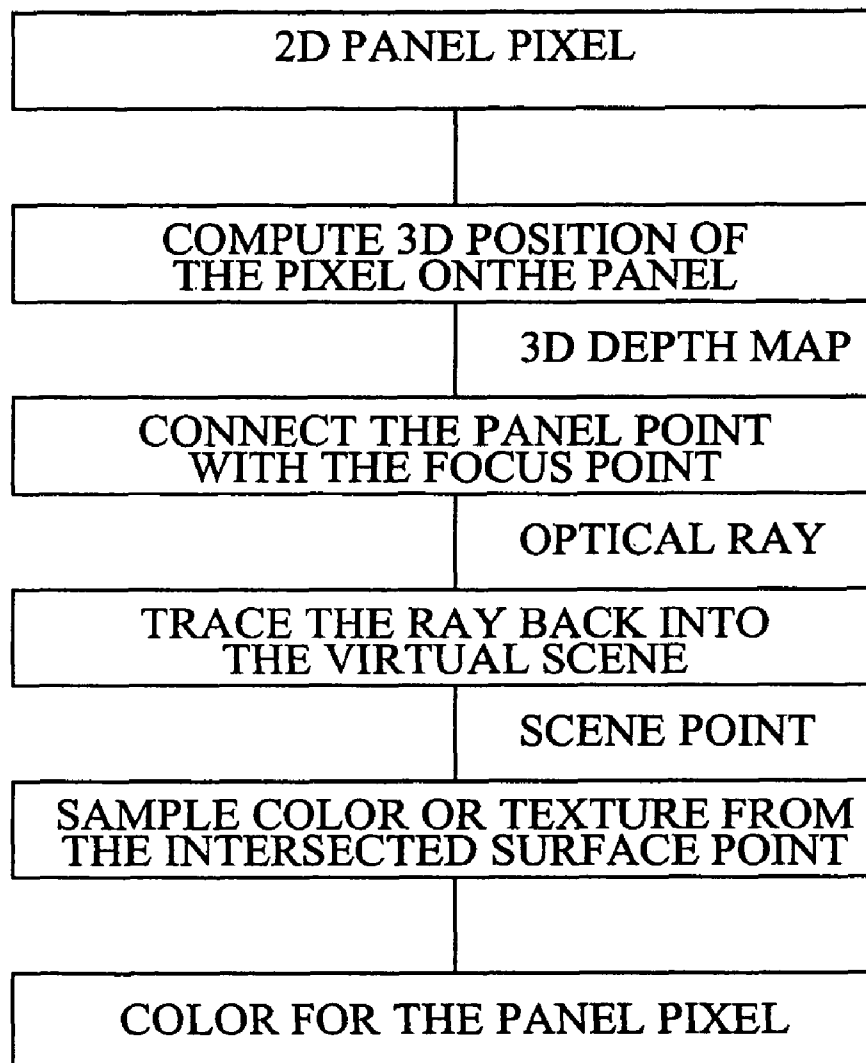 2D PANEL PIXEL
COMPUTE 3D POSITION OF
THE PIXEL ONTHE PANEL
3D DEPTH MAP
CONNECT THE PANEL POINT
WITH THE FOCUS POINT
OPTICAL RAY
TRACE THE RAY BACK INTO
THE VIRTUAL SCENE
SCENE POINT
SAMPLE COLOR OR TEXTURE FROM
THE INTERSECTED SURFACE POINT
COLOR FOR THE PANEL PIXEL